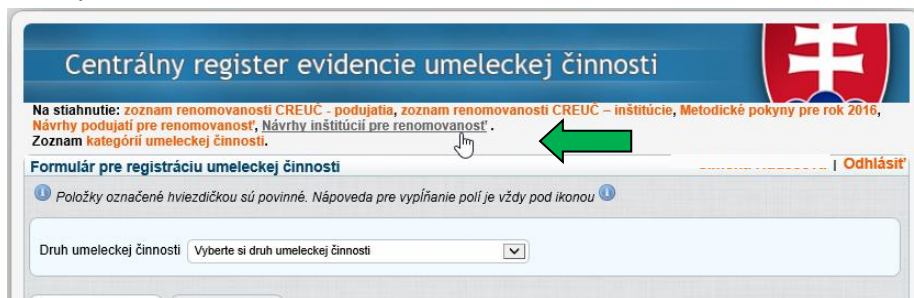 Centrálny register evidencie umeleckej činnosti
Na stiahnutie: zoznam renomovanosti CREUČ - podujatia, zoznam renomovanosti CREUČ – inštitúcie, Metodické pokyny pre rok 2016,
Návrhy podujatí pre renomovanosť, Návrhy inštitúcií pre renomovanosť .
Zoznam kategórií umeleckej činnosti.
Formulár pre registráciu umeleckej činnosti | Odhlásiť
Položky označené hviezdičkou sú povinné. Nápoveda pre vypĺňanie polí je vždy pod ikonou
Druh umeleckej činnosti Vyberte si druh umeleckej činnosti